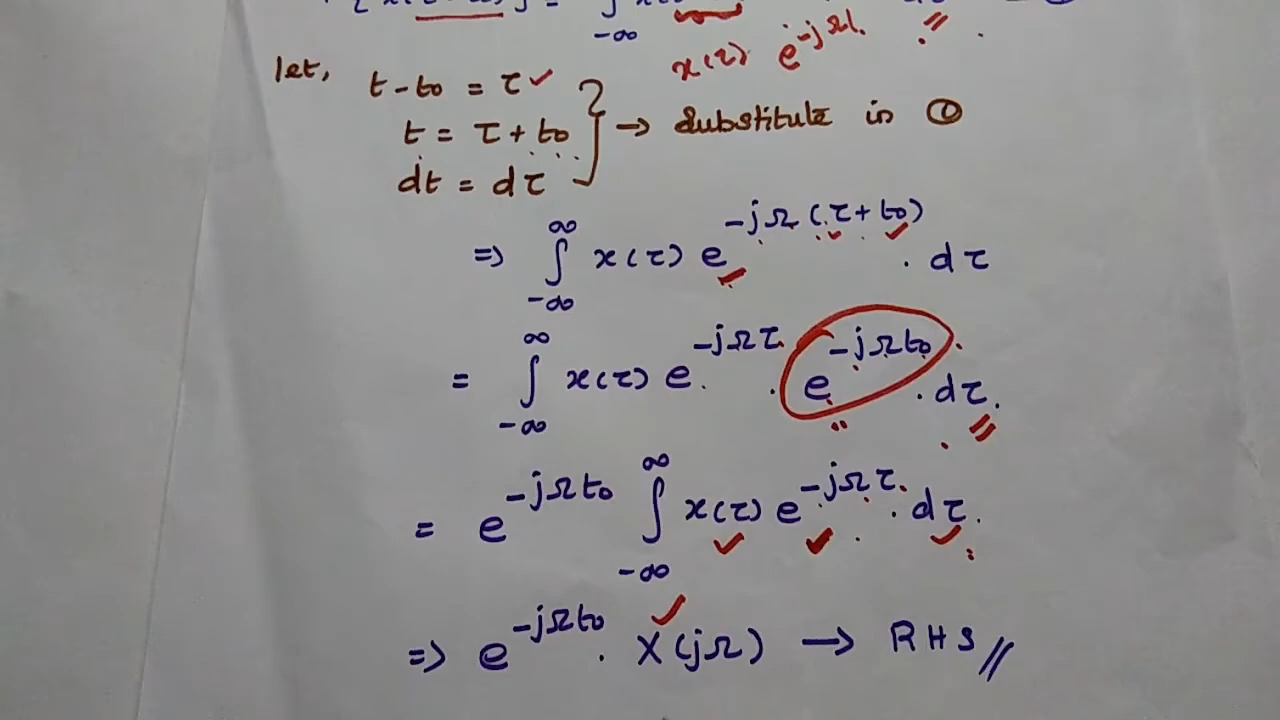 -∞
x(τ) e^-jΩt.
let,
t - t₀ = τ
t = τ + t₀
dt = dτ
} → Substitute in ①
⇒ ∫_-∞^∞ x(τ) e^-jΩ(τ+t₀) . dτ
= ∫_-∞^∞ x(τ) e^-jΩτ . e^-jΩt₀ . dτ.
= e^-jΩt₀ ∫_-∞^∞ x(τ) e^-jΩτ . dτ.
⇒ e^-jΩt₀ . X(jΩ) → RHS //